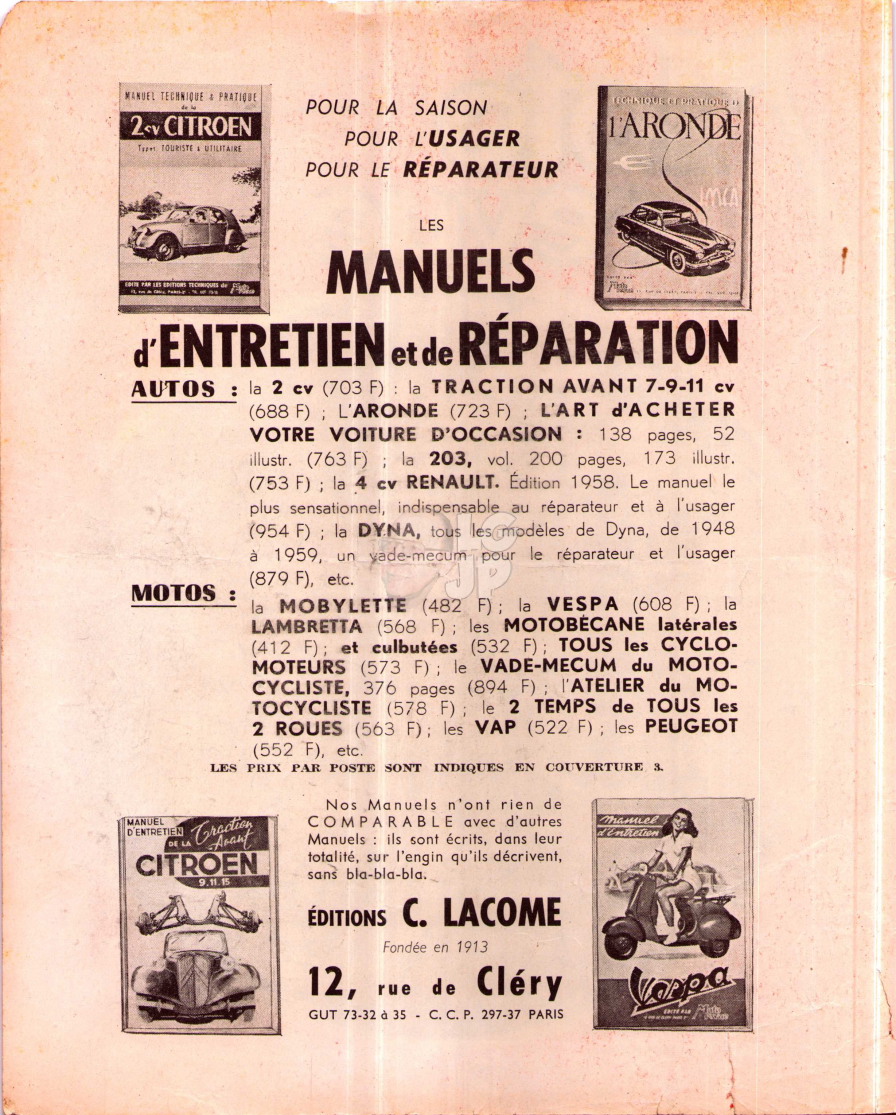 MANUEL TECHNIQUE & PRATIQUE
de la
2cv CITROEN
Types TOURISTE & UTILITAIRE
EDITE PAR LES EDITIONS TECHNIQUES de
TECHNIQUE ET PRATIQUE DE
l'ARONDE
POUR LA SAISON
POUR L'USAGER
POUR LE RÉPARATEUR
LES
MANUELS
d'ENTRETIEN et de RÉPARATION
AUTOS :
la 2 cv (703 F) : la TRACTION AVANT 7-9-11 cv
(688 F) ; L'ARONDE (723 F) ; L'ART d'ACHETER
VOTRE VOITURE D'OCCASION : 138 pages, 52
illustr. (763 F) ; la 203, vol. 200 pages, 173 illustr.
(753 F) ; la 4 cv RENAULT. Édition 1958. Le manuel le
plus sensationnel, indispensable au réparateur et à l'usager
(954 F) ; la DYNA, tous les modèles de Dyna, de 1948
à 1959, un vade-mecum pour le réparateur et l'usager
(879 F), etc.
MOTOS :
la MOBYLETTE (482 F) ; la VESPA (608 F) ; la
LAMBRETTA (568 F) ; les MOTOBÉCANE latérales
(412 F) ; et culbutées (532 F) ; TOUS les CYCLO-
MOTEURS (573 F) ; le VADE-MECUM du MOTO-
CYCLISTE, 376 pages (894 F) ; l'ATELIER du MO-
TOCYCLISTE (578 F) ; le 2 TEMPS de TOUS les
2 ROUES (563 F) ; les VAP (522 F) ; les PEUGEOT
(552 F), etc.
LES PRIX PAR POSTE SONT INDIQUES EN COUVERTURE 3.
MANUEL
D'ENTRETIEN
DE LA Traction
Avant
CITROEN
9.11.15
Nos Manuels n'ont rien de
COMPARABLE avec d'autres
Manuels : ils sont écrits, dans leur
totalité, sur l'engin qu'ils décrivent,
sans bla-bla-bla.
ÉDITIONS C. LACOME
Fondée en 1913
12, rue de Cléry
GUT 73-32 à 35 - C. C. P. 297-37 PARIS
manuel
d'entretien
Vespa
EDITE PAR
LG
JP